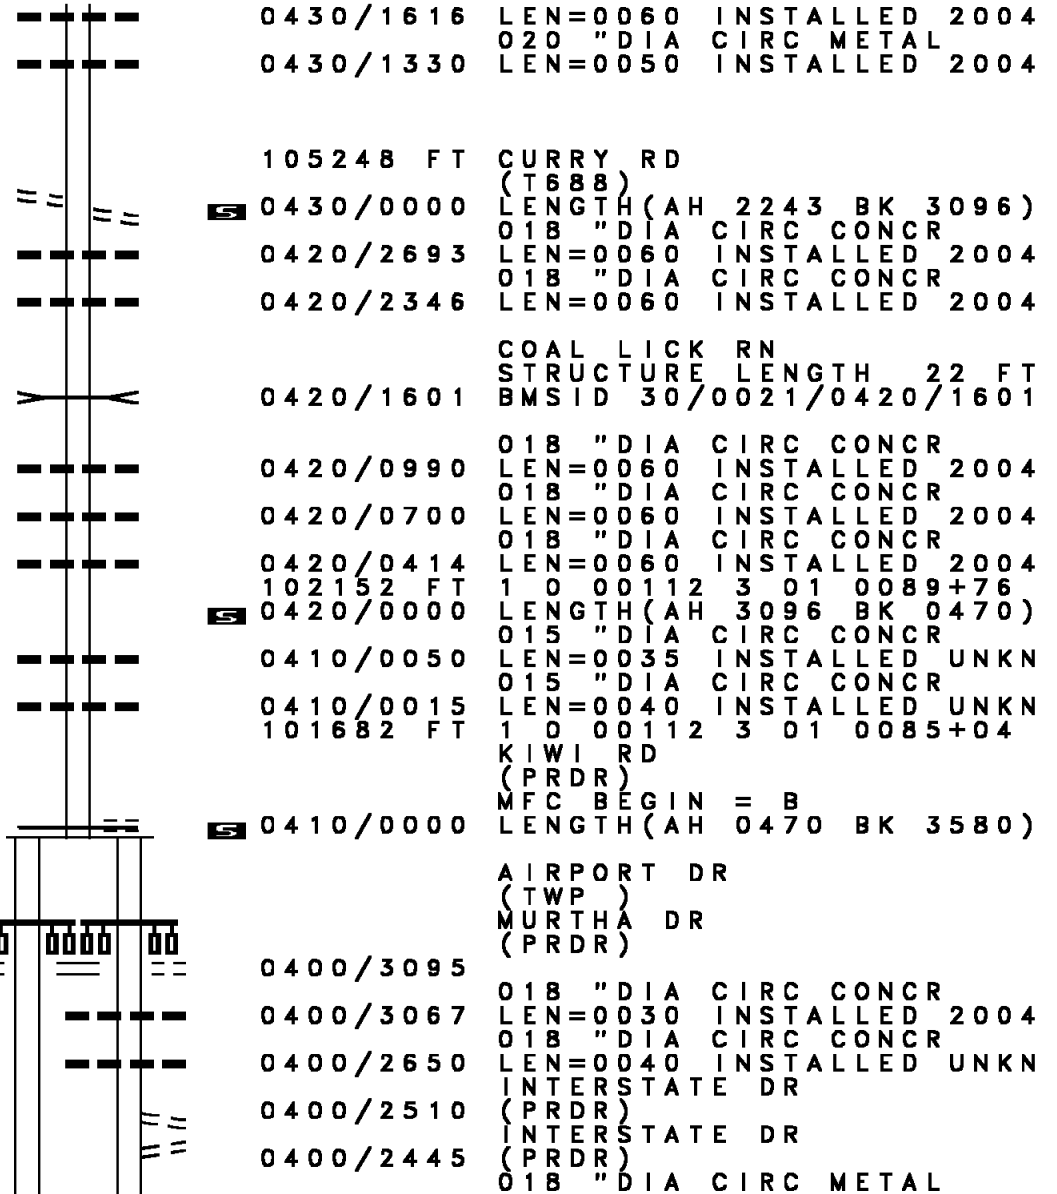 0430/1616 LEN=0060 INSTALLED 2004
020 "DIA CIRC METAL
0430/1330 LEN=0050 INSTALLED 2004
105248 FT CURRY RD
(T688)
S 0430/0000 LENGTH(AH 2243 BK 3096)
018 "DIA CIRC CONCR
0420/2693 LEN=0060 INSTALLED 2004
018 "DIA CIRC CONCR
0420/2346 LEN=0060 INSTALLED 2004
COAL LICK RN
STRUCTURE LENGTH 22 FT
0420/1601 BMSID 30/0021/0420/1601
018 "DIA CIRC CONCR
0420/0990 LEN=0060 INSTALLED 2004
018 "DIA CIRC CONCR
0420/0700 LEN=0060 INSTALLED 2004
018 "DIA CIRC CONCR
0420/0414 LEN=0060 INSTALLED 2004
102152 FT 1 0 00112 3 01 0089+76
S 0420/0000 LENGTH(AH 3096 BK 0470)
015 "DIA CIRC CONCR
0410/0050 LEN=0035 INSTALLED UNKN
015 "DIA CIRC CONCR
0410/0015 LEN=0040 INSTALLED UNKN
101682 FT 1 0 00112 3 01 0085+04
KIWI RD
(PRDR)
MFC BEGIN = B
S 0410/0000 LENGTH(AH 0470 BK 3580)
AIRPORT DR
(TWP )
MURTHA DR
(PRDR)
0400/3095
018 "DIA CIRC CONCR
0400/3067 LEN=0030 INSTALLED 2004
018 "DIA CIRC CONCR
0400/2650 LEN=0040 INSTALLED UNKN
INTERSTATE DR
0400/2510 (PRDR)
INTERSTATE DR
0400/2445 (PRDR)
018 "DIA CIRC METAL